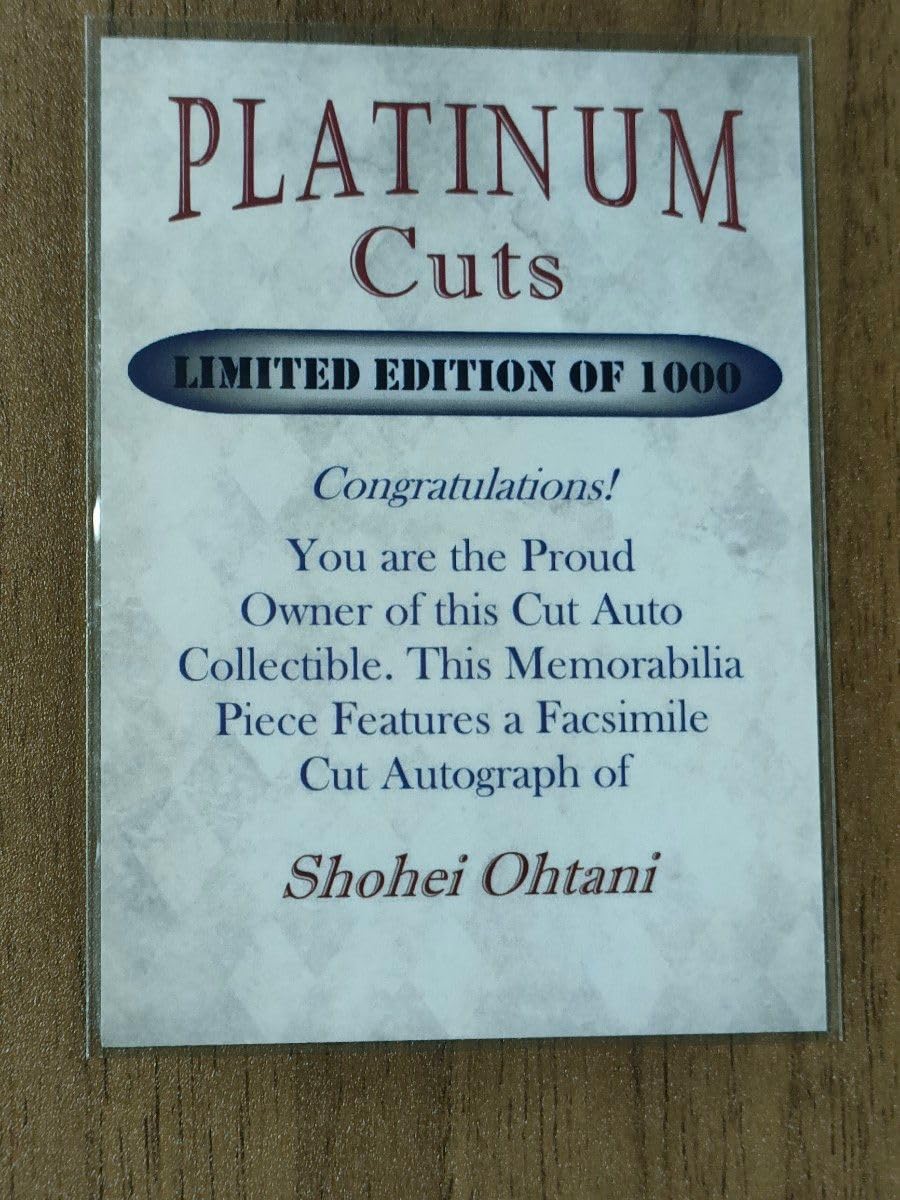 PLATINUM
Cuts
LIMITED EDITION OF 1000
Congratulations!
You are the Proud
Owner of this Cut Auto
Collectible. This Memorabilia
Piece Features a Facsimile
Cut Autograph of
Shohei Ohtani